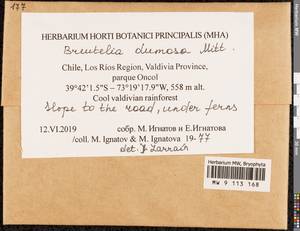 177
HERBARIUM HORTI BOTANICI PRINCIPALIS (MHA)
Breutelia dumosa Mitt.
Chile, Los Ríos Region, Valdivia Province,
parque Oncol
39°42'1.5"S – 73°19'17.9"W, 558 m alt.
Cool valdivian rainforest
slope to the road, under ferns
12.VI.2019 собр. М. Игнатов и Е.Игнатова
/coll. M. Ignatov & M. Ignatova 19-77
det: J Larraín
Herbarium MW, Bryophyta
MW 9 113 168